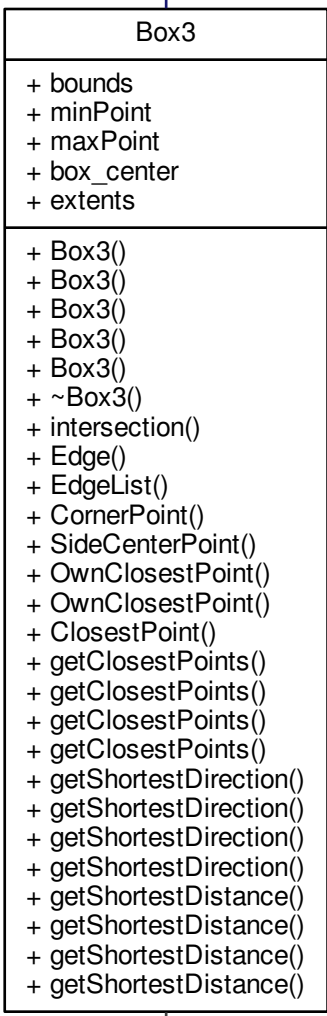 Box3
+ bounds
+ minPoint
+ maxPoint
+ box_center
+ extents
+ Box3()
+ Box3()
+ Box3()
+ Box3()
+ Box3()
+ ~Box3()
+ intersection()
+ Edge()
+ EdgeList()
+ CornerPoint()
+ SideCenterPoint()
+ OwnClosestPoint()
+ OwnClosestPoint()
+ ClosestPoint()
+ getClosestPoints()
+ getClosestPoints()
+ getClosestPoints()
+ getClosestPoints()
+ getShortestDirection()
+ getShortestDirection()
+ getShortestDirection()
+ getShortestDirection()
+ getShortestDistance()
+ getShortestDistance()
+ getShortestDistance()
+ getShortestDistance()